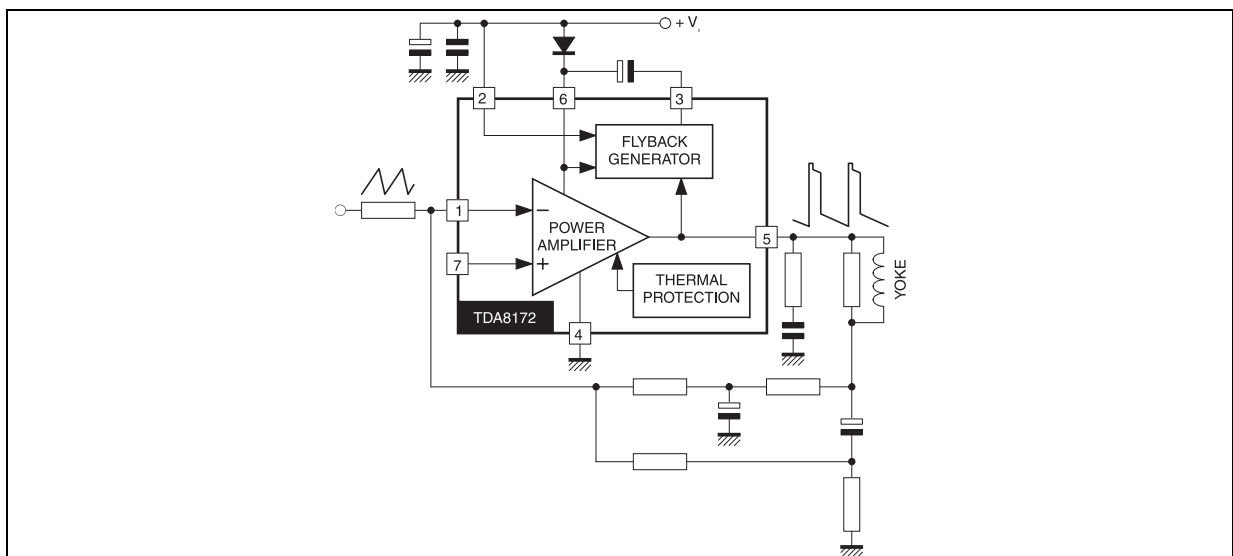 + V
2
6
3
FLYBACK
GENERATOR
1
7
POWER
AMPLIFIER
5
THERMAL
PROTECTION
TDA8172
4
YOKE